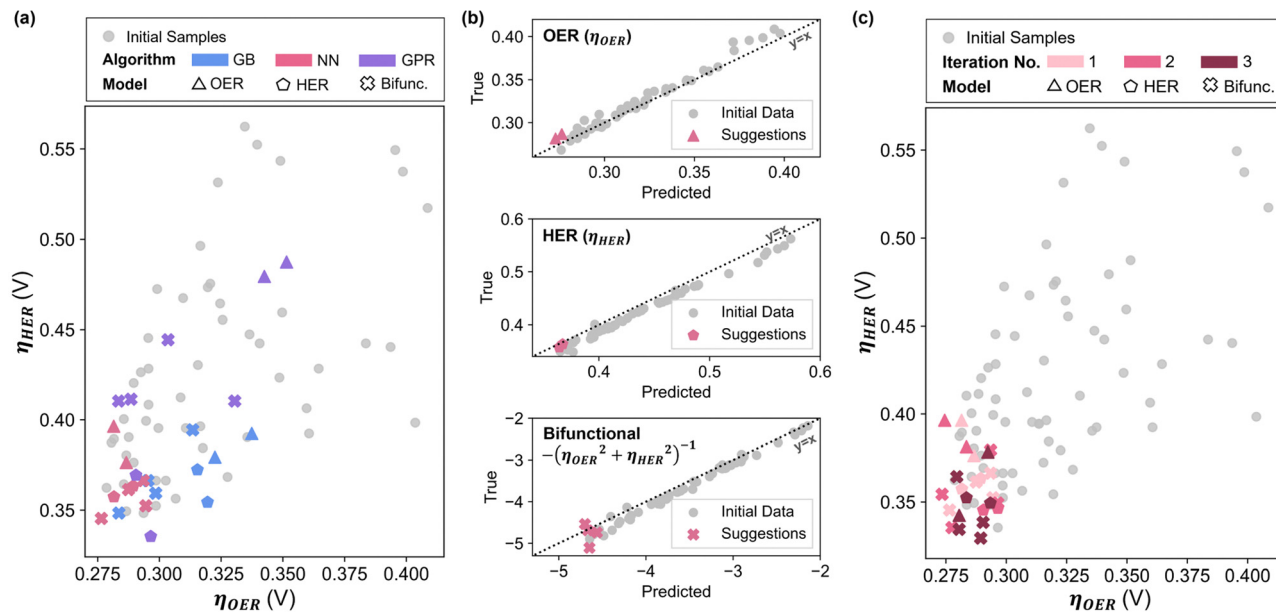 (a)
Initial Samples
Algorithm GB NN GPR
Model OER HER Bifunc.
0.55
0.50
0.45
0.40
0.35
η_HER (V)
0.275 0.300 0.325 0.350 0.375 0.400
η_OER (V)
(b)
OER (η_OER)
y=x
0.40
0.35
0.30
True
Initial Data
Suggestions
0.30 0.35 0.40
Predicted
HER (η_HER)
y=x
0.6
0.5
0.4
True
Initial Data
Suggestions
0.4 0.5 0.6
Predicted
Bifunctional
−(η_OER² + η_HER²)⁻¹
y=x
−2
−3
−4
−5
True
Initial Data
Suggestions
−5 −4 −3 −2
Predicted
(c)
Initial Samples
Iteration No. 1 2 3
Model OER HER Bifunc.
0.55
0.50
0.45
0.40
0.35
η_HER (V)
0.275 0.300 0.325 0.350 0.375 0.400
η_OER (V)